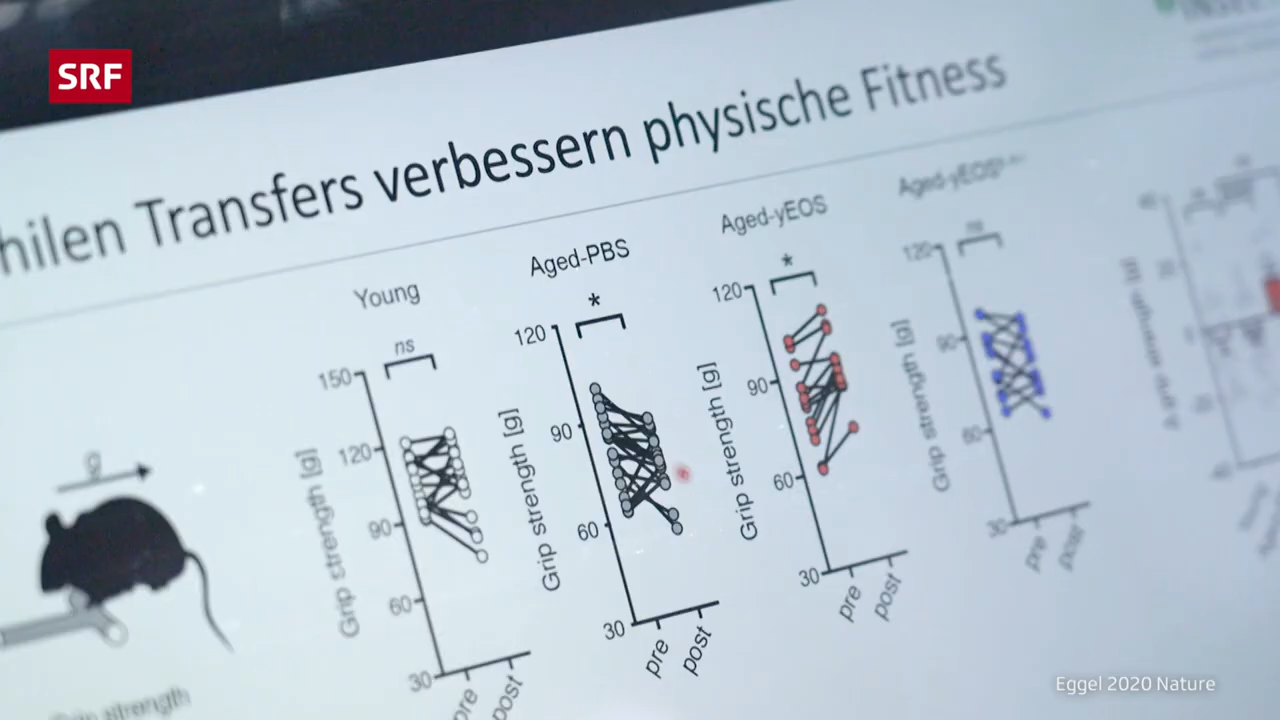 SRF
hilen Transfers verbessern physische Fitness
Young
Aged-PBS
Aged-yEOS
ns
*
*
ns
150
120
90
60
30
120
90
60
30
120
90
60
30
120
90
60
30
Grip strength [g]
Grip strength [g]
Grip strength [g]
Grip strength [g]
pre
post
pre
post
pre
post
pre
post
g
Grip strength
Eggel 2020 Nature